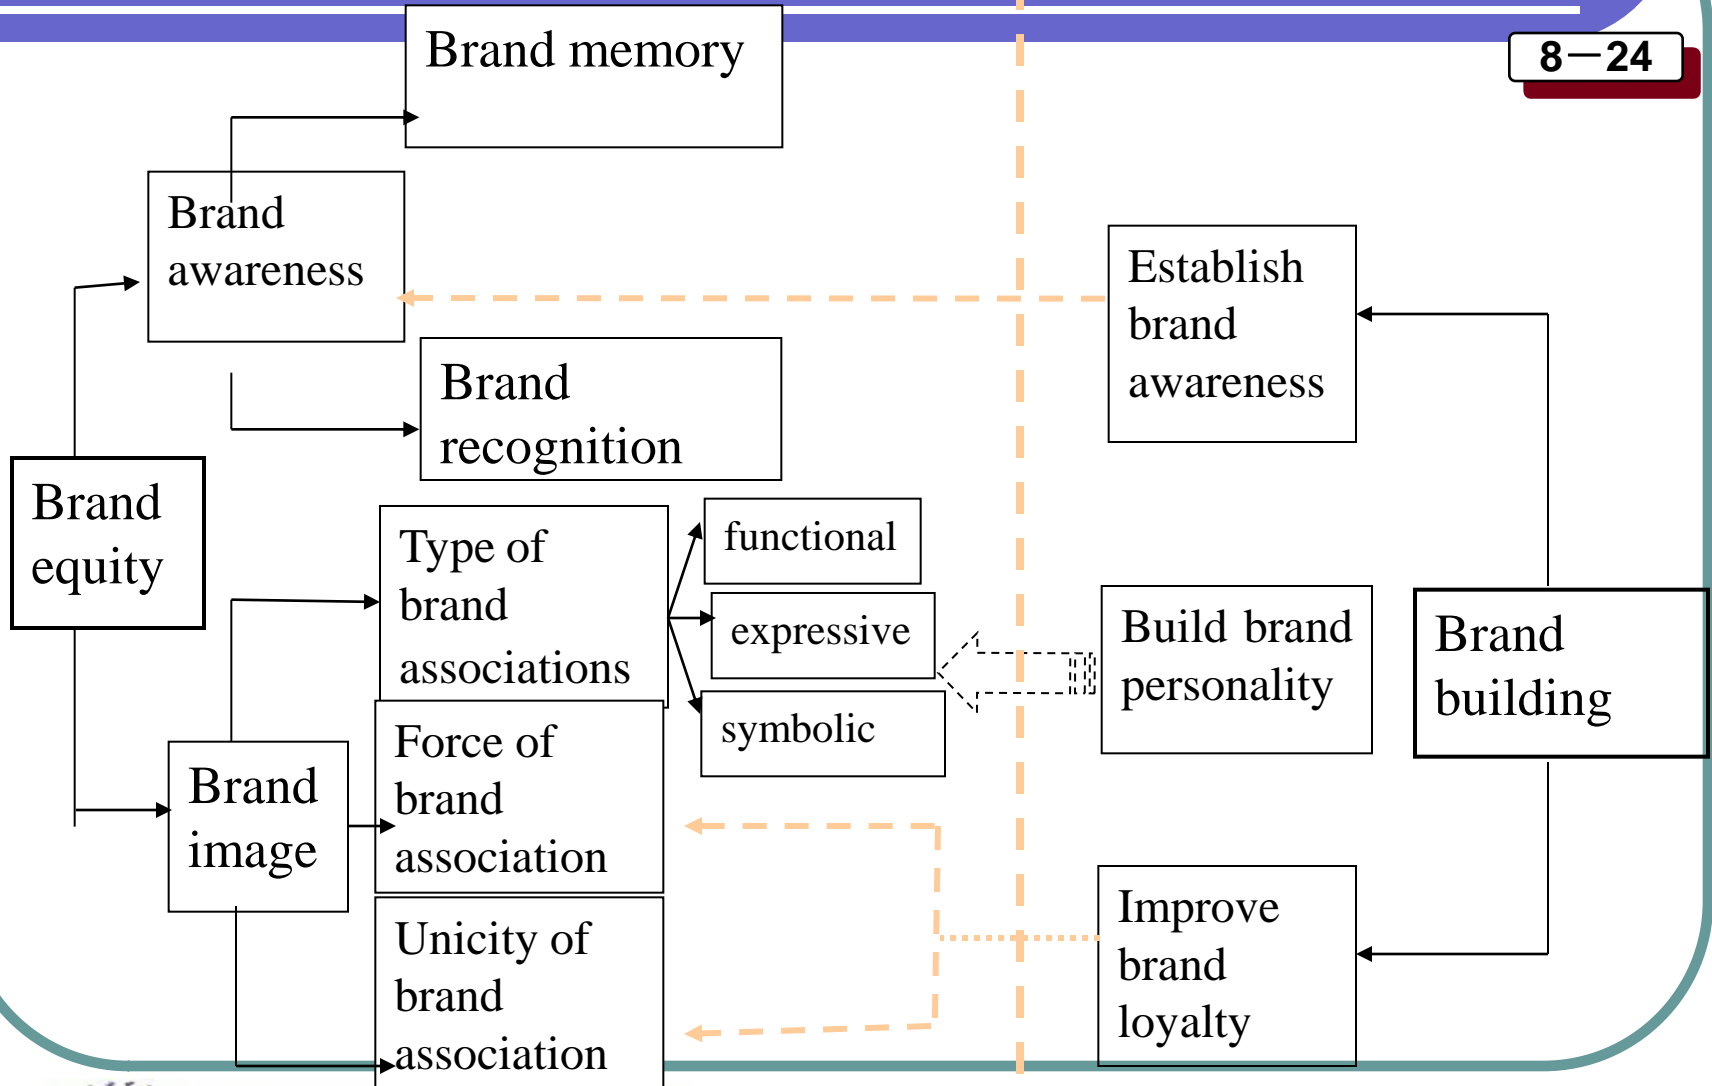 Brand memory
8－24
Brand
awareness
Establish
brand
awareness
Brand
recognition
Brand
equity
Type of
brand
associations
functional
expressive
symbolic
Build brand
personality
Brand
building
Force of
brand
association
Brand
image
Improve
brand
loyalty
Unicity of
brand
association